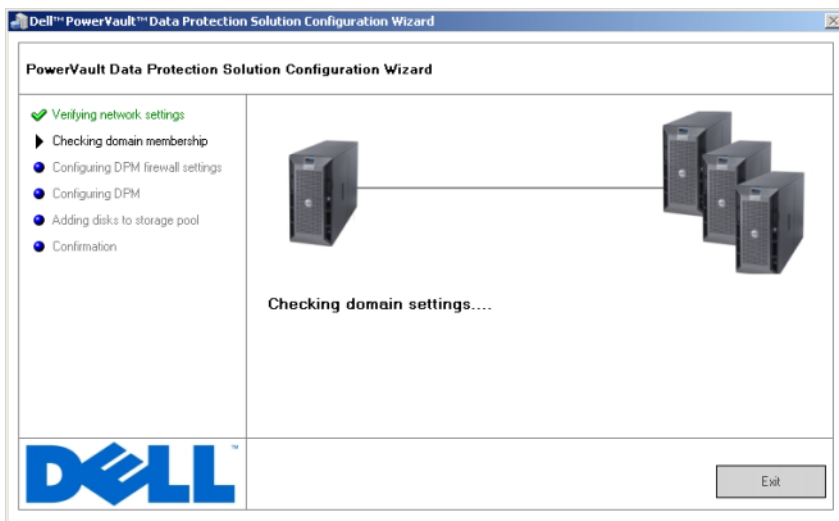 Dell™ PowerVault™ Data Protection Solution Configuration Wizard
PowerVault Data Protection Solution Configuration Wizard
Verifying network settings
Checking domain membership
Configuring DPM firewall settings
Configuring DPM
Adding disks to storage pool
Confirmation
Checking domain settings....
DELL™
Exit